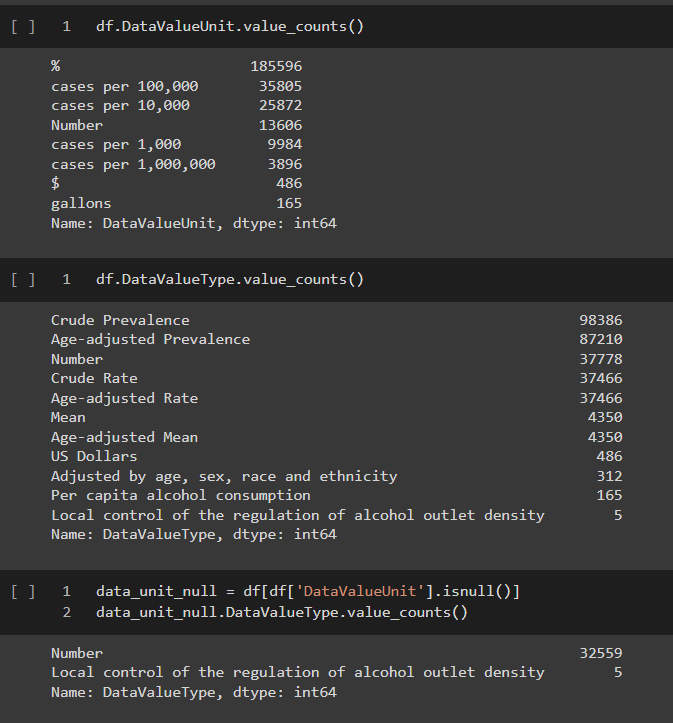 [ ] 1 df.DataValueUnit.value_counts()
% 185596
cases per 100,000 35805
cases per 10,000 25872
Number 13606
cases per 1,000 9984
cases per 1,000,000 3896
$ 486
gallons 165
Name: DataValueUnit, dtype: int64
[ ] 1 df.DataValueType.value_counts()
Crude Prevalence 98386
Age-adjusted Prevalence 87210
Number 37778
Crude Rate 37466
Age-adjusted Rate 37466
Mean 4350
Age-adjusted Mean 4350
US Dollars 486
Adjusted by age, sex, race and ethnicity 312
Per capita alcohol consumption 165
Local control of the regulation of alcohol outlet density 5
Name: DataValueType, dtype: int64
[ ] 1 data_unit_null = df[df['DataValueUnit'].isnull()]
2 data_unit_null.DataValueType.value_counts()
Number 32559
Local control of the regulation of alcohol outlet density 5
Name: DataValueType, dtype: int64